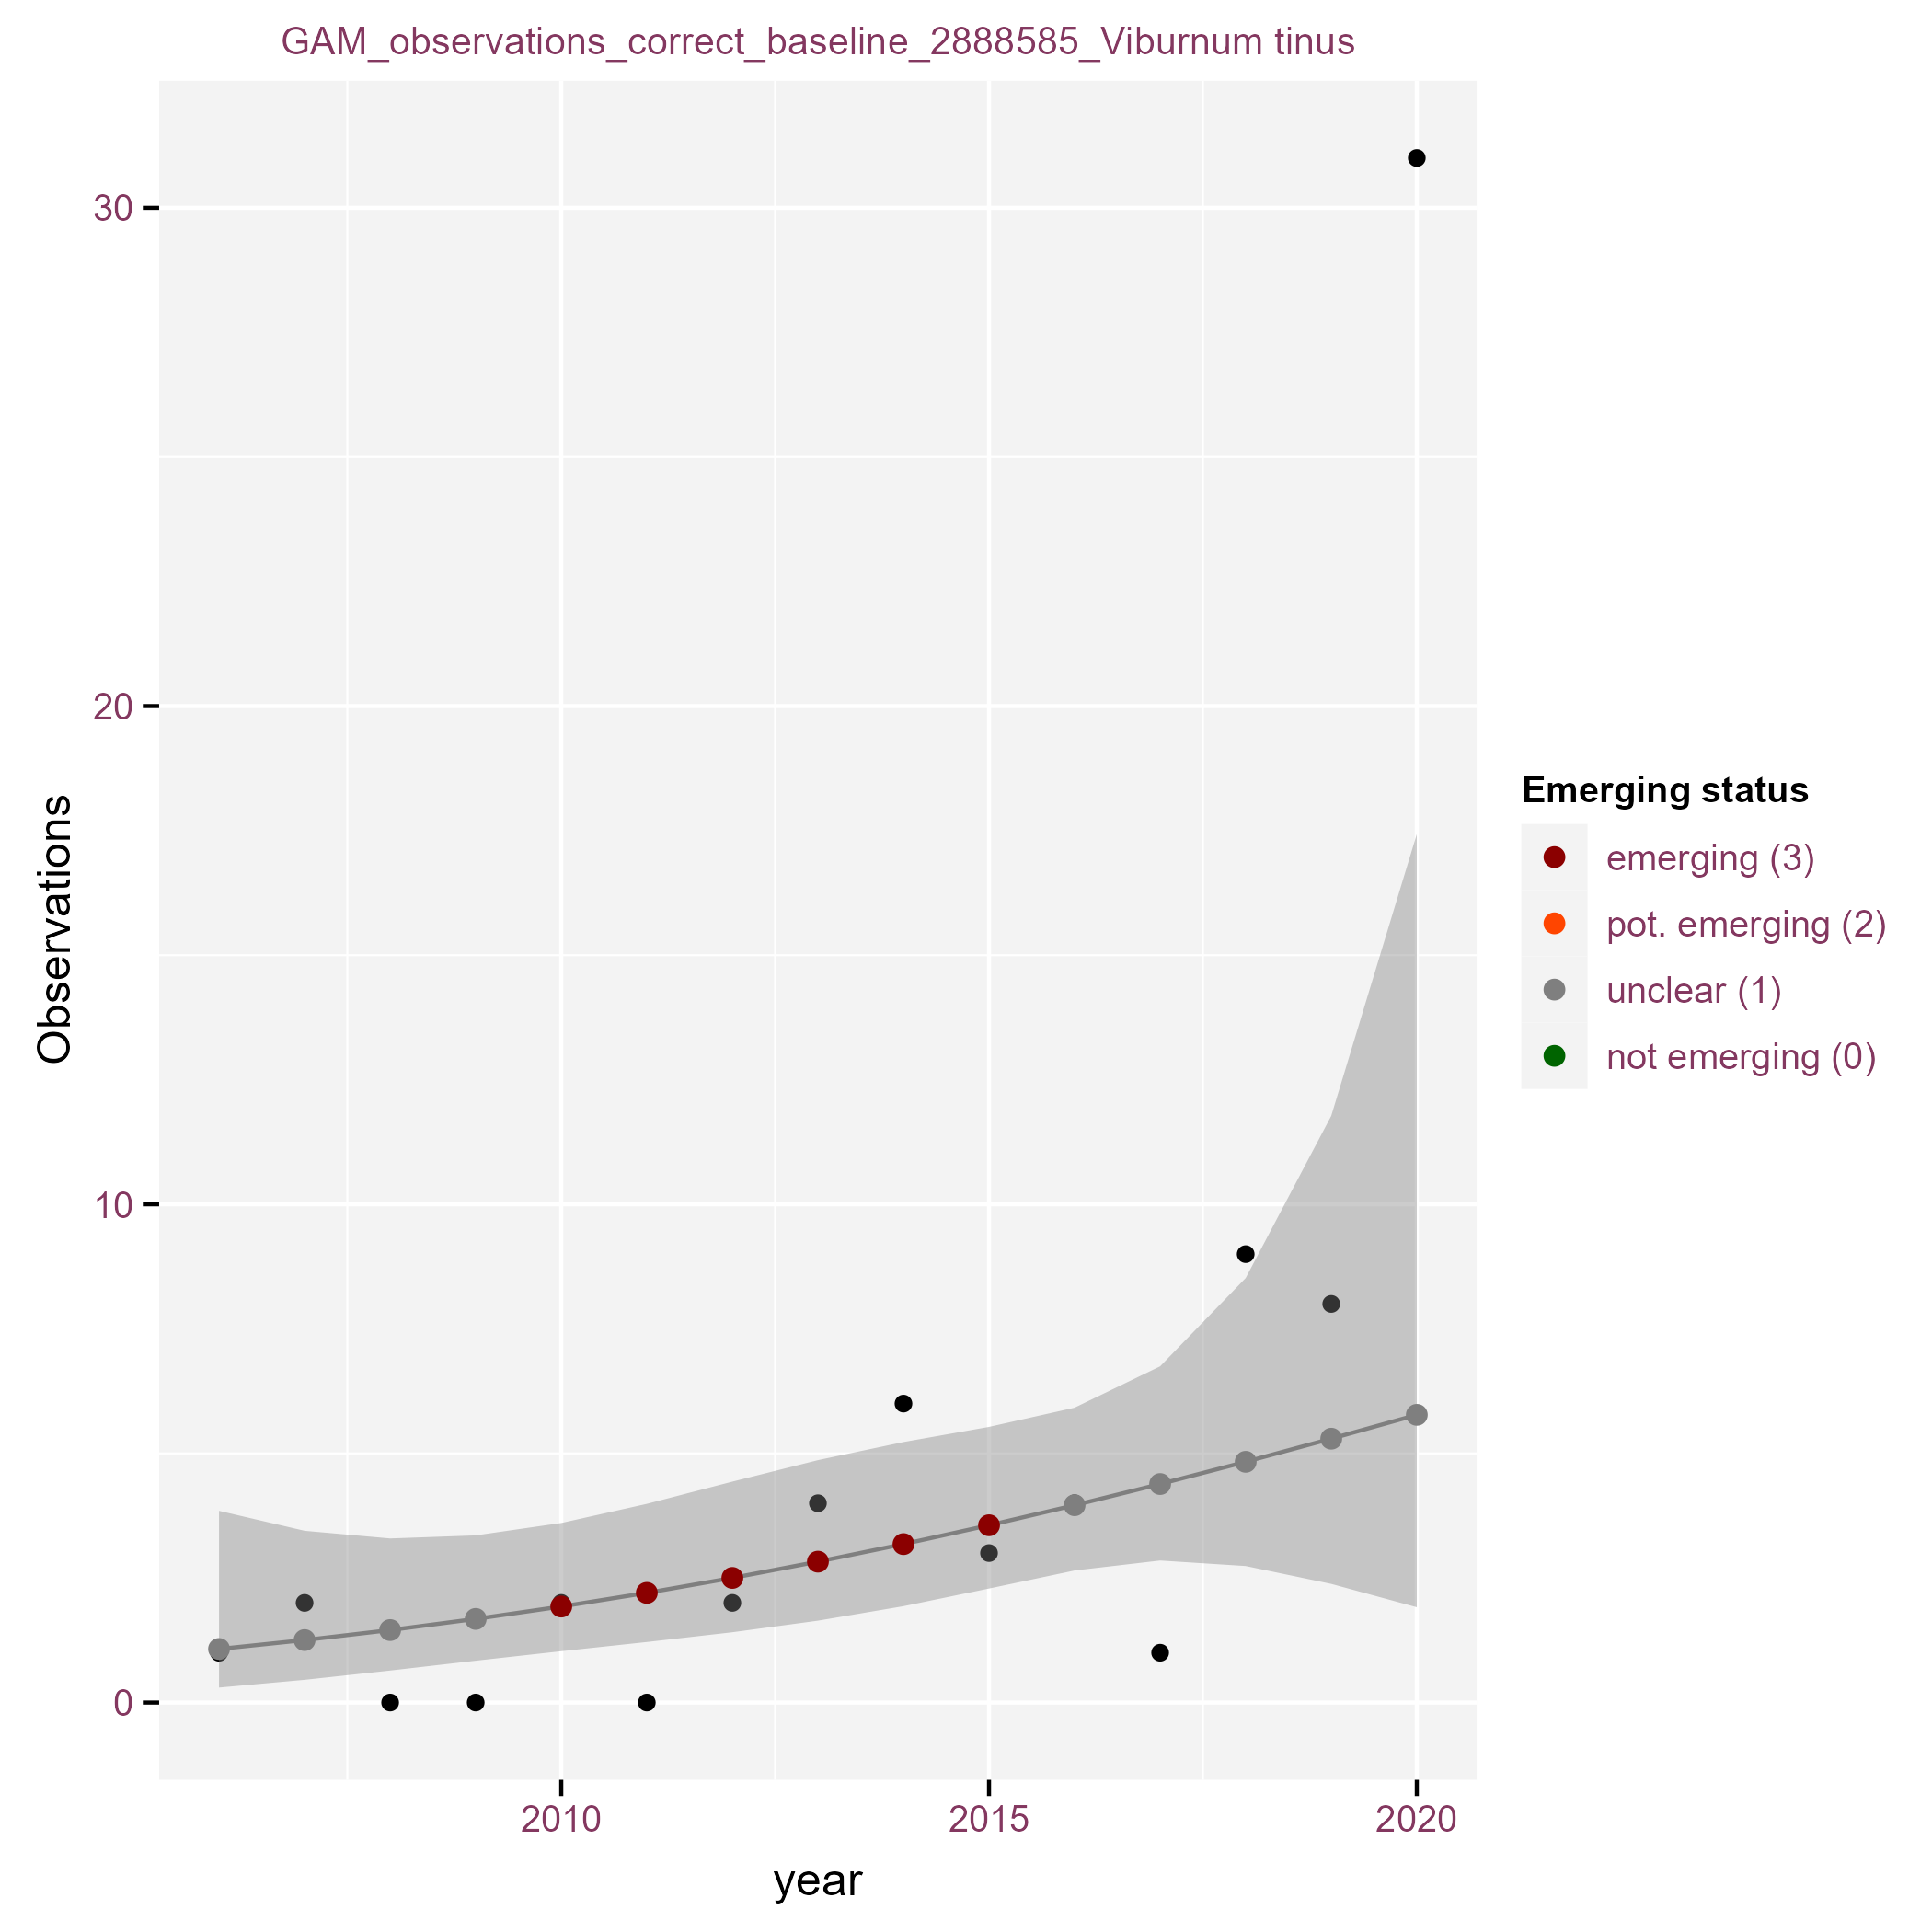 GAM_observations_correct_baseline_2888585_Viburnum tinus
30
20
10
0
Observations
2010
2015
2020
year
Emerging status
emerging (3)
pot. emerging (2)
unclear (1)
not emerging (0)